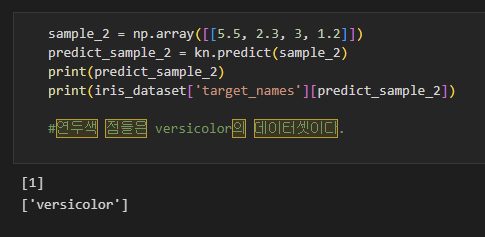 sample_2 = np.array([[5.5, 2.3, 3, 1.2]])
predict_sample_2 = kn.predict(sample_2)
print(predict_sample_2)
print(iris_dataset['target_names'][predict_sample_2])
#연두색 점들은 versicolor의 데이터셋이다.
[1]
['versicolor']